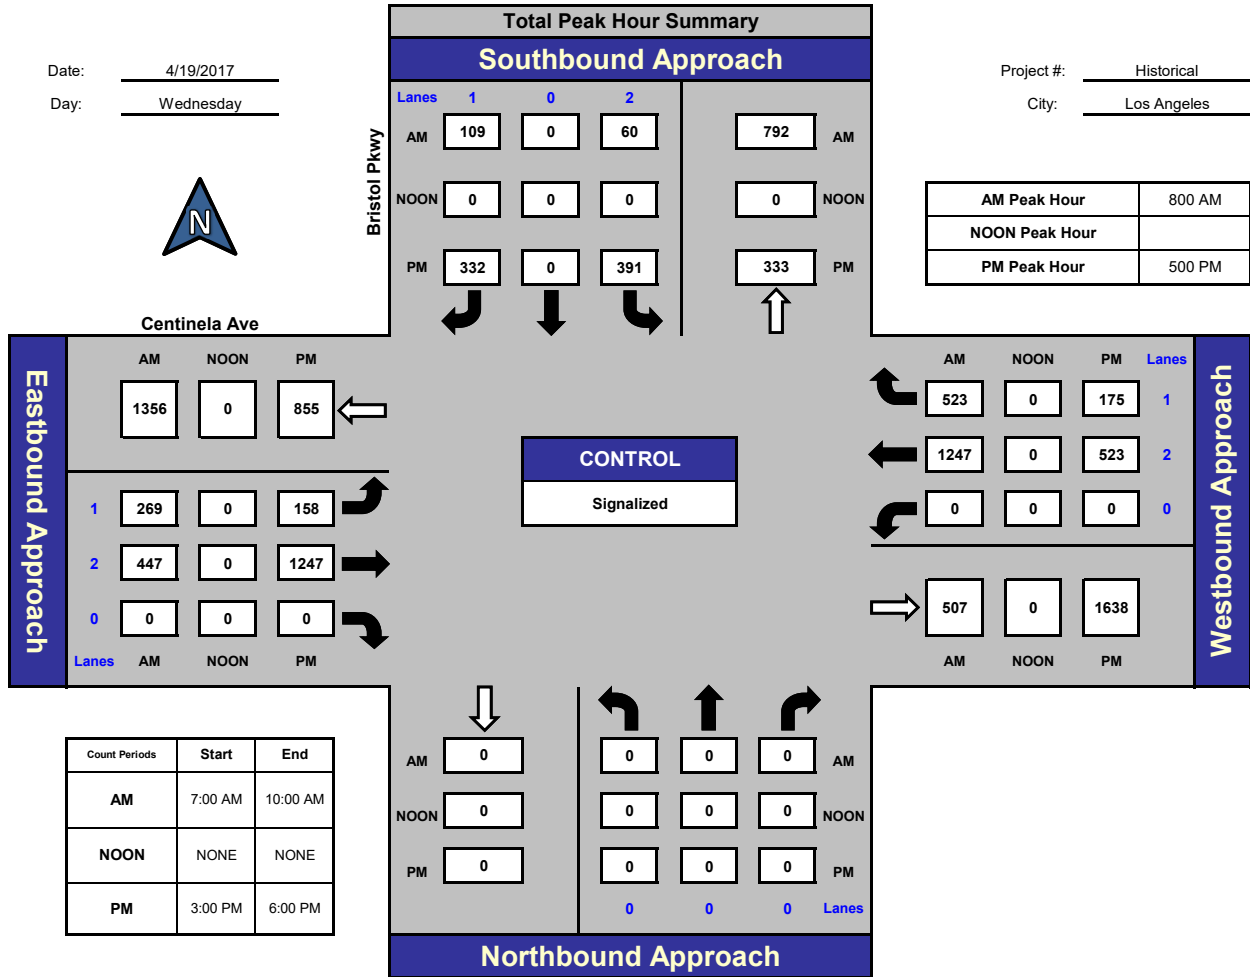 Total Peak Hour Summary
Southbound Approach
Date: 4/19/2017
Day: Wednesday
Project #: Historical
City: Los Angeles
N
Bristol Pkwy
Lanes 1 0 2
AM 109 0 60 792 AM
NOON 0 0 0 0 NOON
PM 332 0 391 333 PM
AM Peak Hour 800 AM
NOON Peak Hour
PM Peak Hour 500 PM
Centinela Ave
Eastbound Approach
AM NOON PM
1356 0 855
1 269 0 158
2 447 0 1247
0 0 0 0
Lanes AM NOON PM
CONTROL
Signalized
AM NOON PM Lanes
523 0 175 1
1247 0 523 2
0 0 0 0
507 0 1638
AM NOON PM
Westbound Approach
Count Periods Start End
AM 7:00 AM 10:00 AM
NOON NONE NONE
PM 3:00 PM 6:00 PM
AM 0 0 0 0 AM
NOON 0 0 0 0 NOON
PM 0 0 0 0 PM
0 0 0 Lanes
Northbound Approach